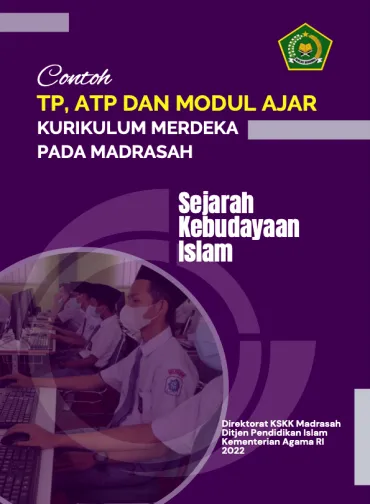 Contoh
TP, ATP DAN MODUL AJAR
KURIKULUM MERDEKA
PADA MADRASAH
Sejarah
Kebudayaan
Islam
Direktorat KSKK Madrasah
Ditjen Pendidikan Islam
Kementerian Agama RI
2022